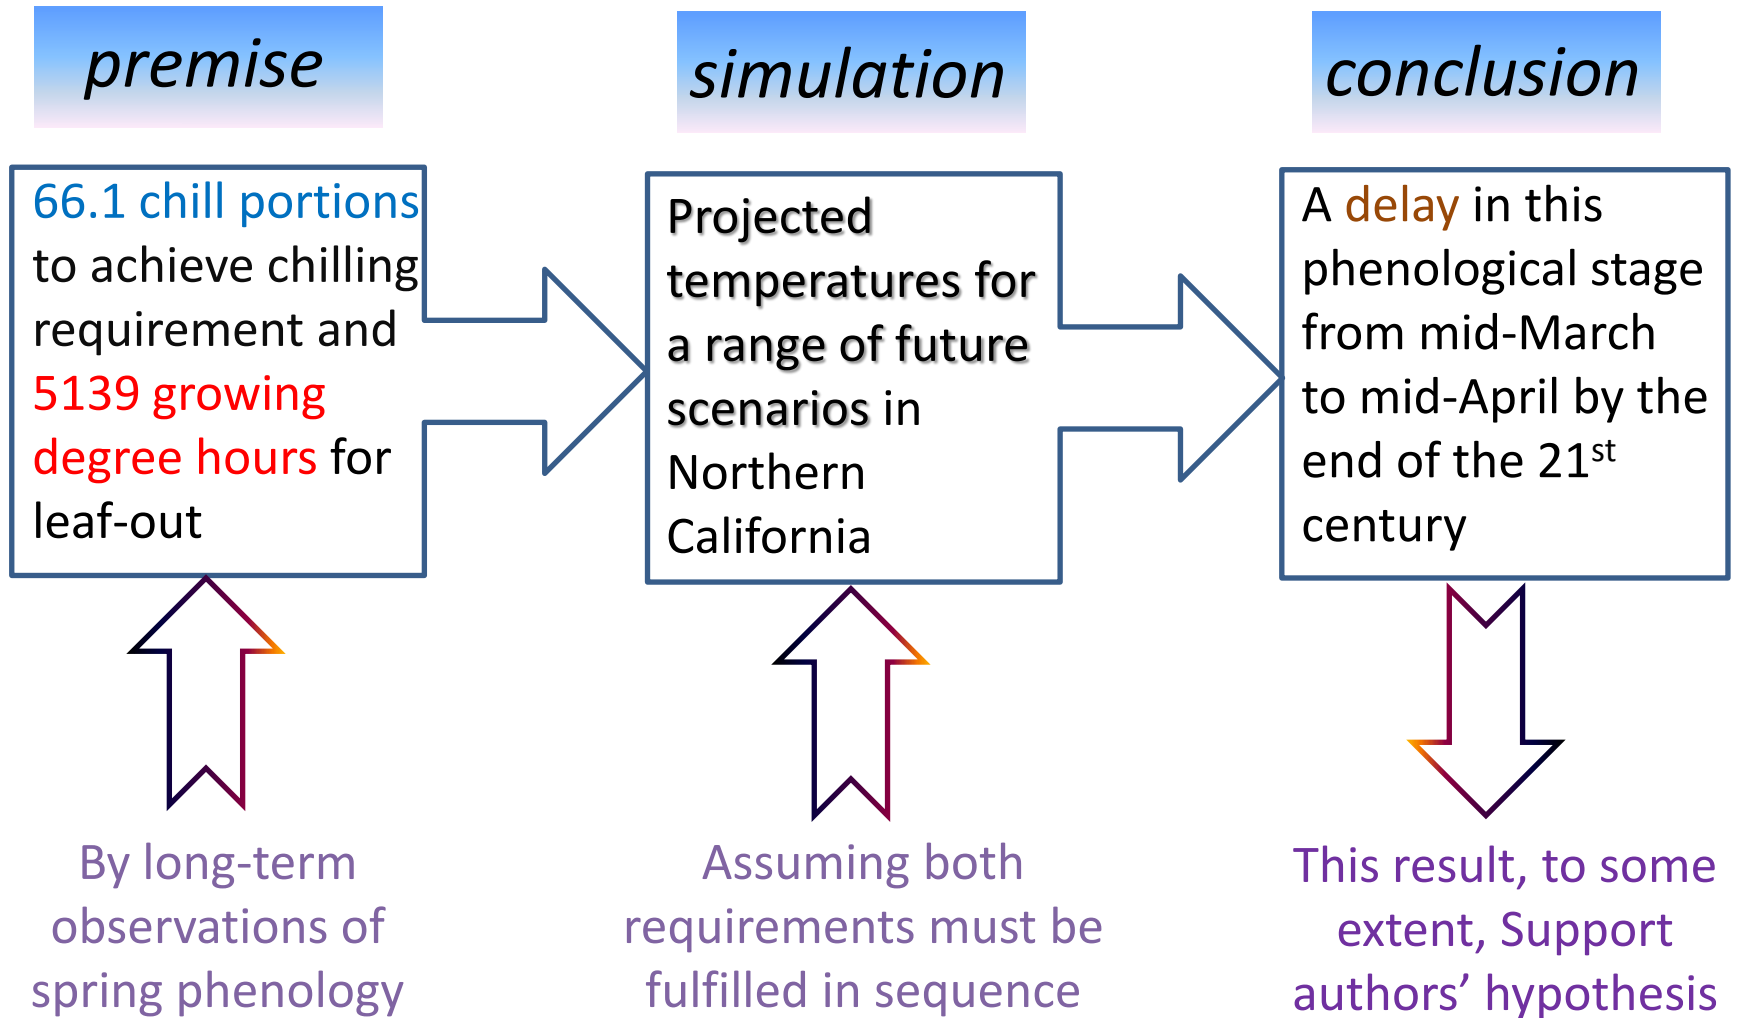 premise
66.1 chill portions
to achieve chilling
requirement and
5139 growing
degree hours for
leaf-out
By long-term
observations of
spring phenology
simulation
Projected
temperatures for
a range of future
scenarios in
Northern
California
Assuming both
requirements must be
fulfilled in sequence
conclusion
A delay in this
phenological stage
from mid-March
to mid-April by the
end of the 21st
century
This result, to some
extent, Support
authors’ hypothesis